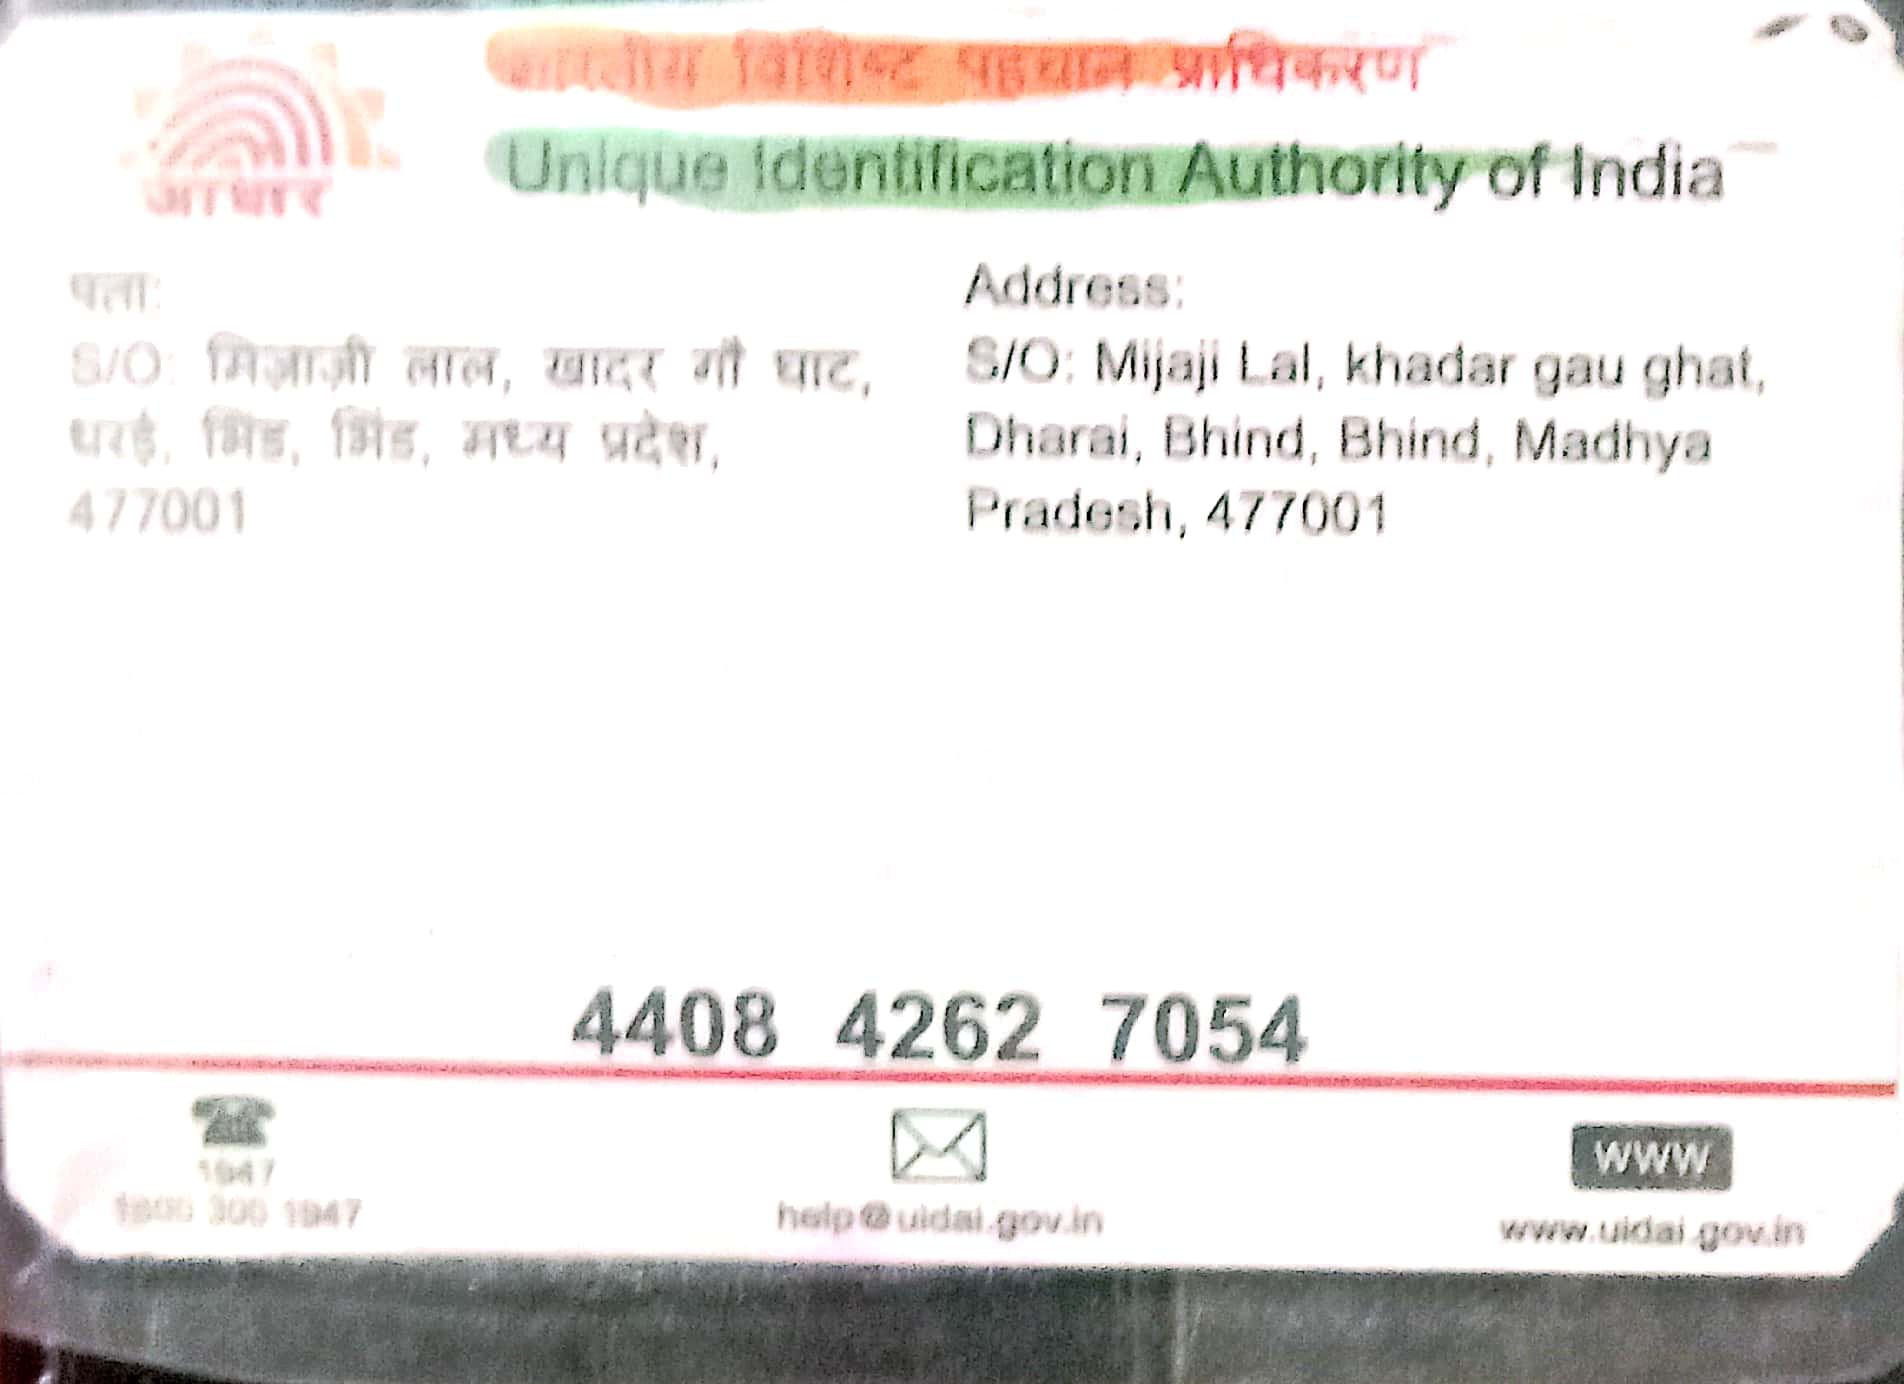 भारतीय विशिष्ट पहचान प्राधिकरण
Unique Identification Authority of India
आधार
पता:
S/O: मिज़ाज़ी लाल, खादर गौ घाट,
धरई, भिंड, भिंड, मध्य प्रदेश,
477001
Address:
S/O: Mijaji Lal, khadar gau ghat,
Dharai, Bhind, Bhind, Madhya
Pradesh, 477001
4408 4262 7054
1947
1800 300 1947
help@uidai.gov.in
www
www.uidai.gov.in